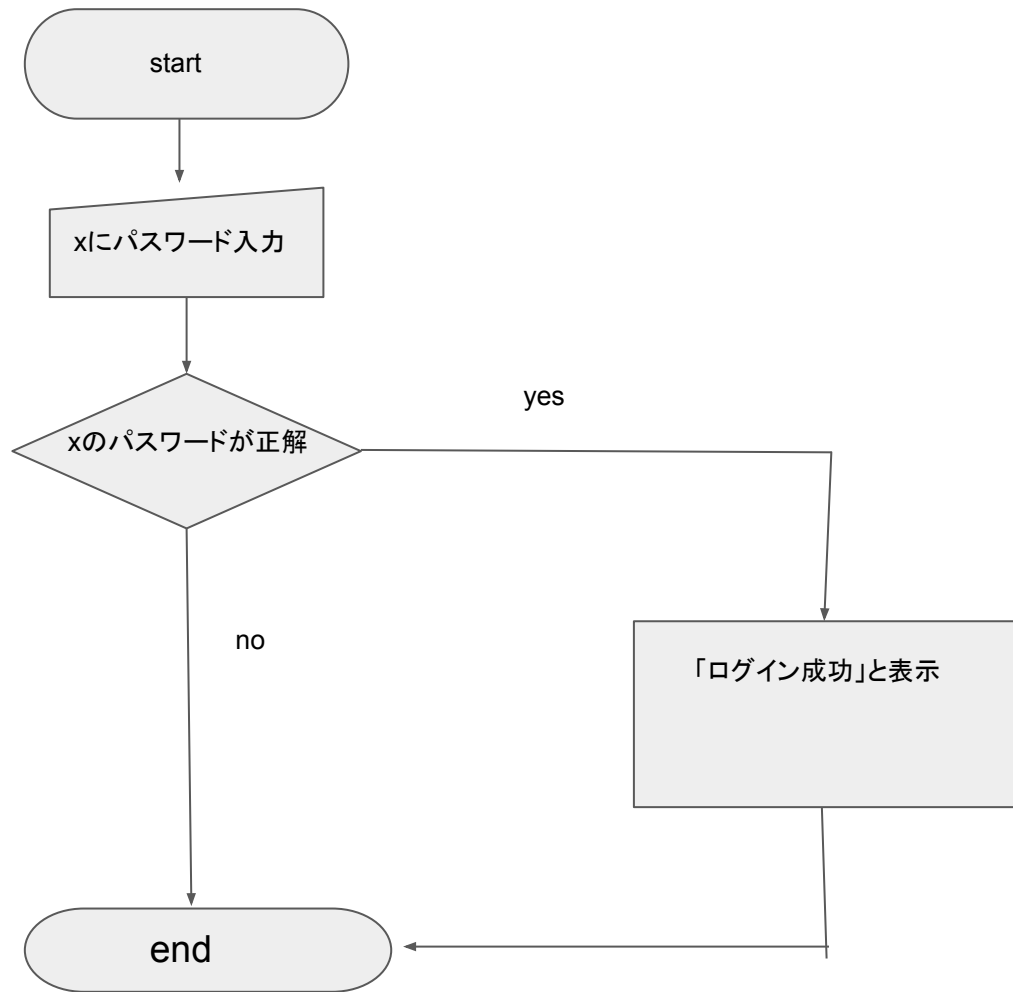 start
xにパスワード入力
yes
xのパスワードが正解
no
「ログイン成功」と表示
end